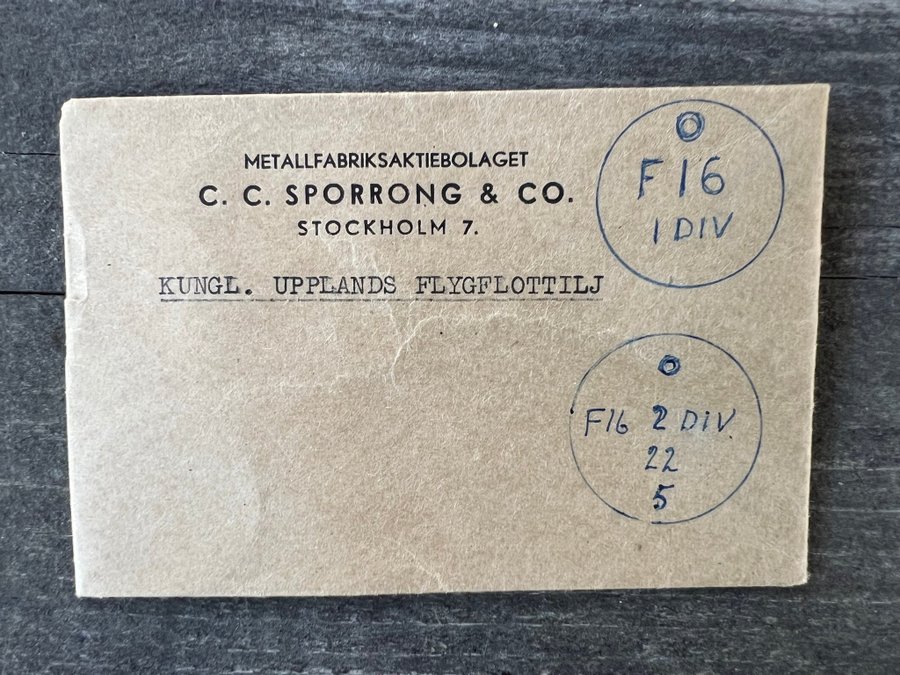 METALLFABRIKSAKTIEBOLAGET
C. C. SPORRONG & CO.
STOCKHOLM 7.
KUNGL. UPPLANDS FLYGFLOTTILJ
F16
1 DIV
F16 2 DIV
22
5